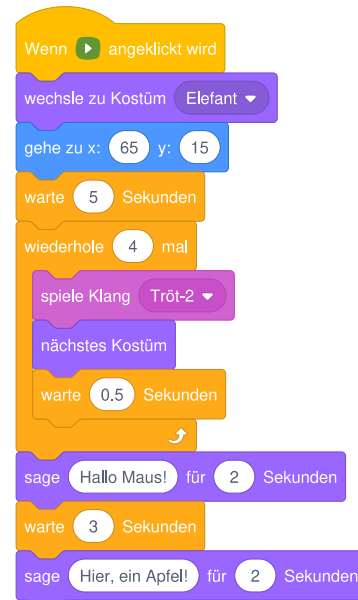 Wenn angeklickt wird
wechsle zu Kostüm Elefant
gehe zu x: 65 y: 15
warte 5 Sekunden
wiederhole 4 mal
spiele Klang Tröt-2
nächstes Kostüm
warte 0.5 Sekunden
sage Hallo Maus! für 2 Sekunden
warte 3 Sekunden
sage Hier, ein Apfel! für 2 Sekunden